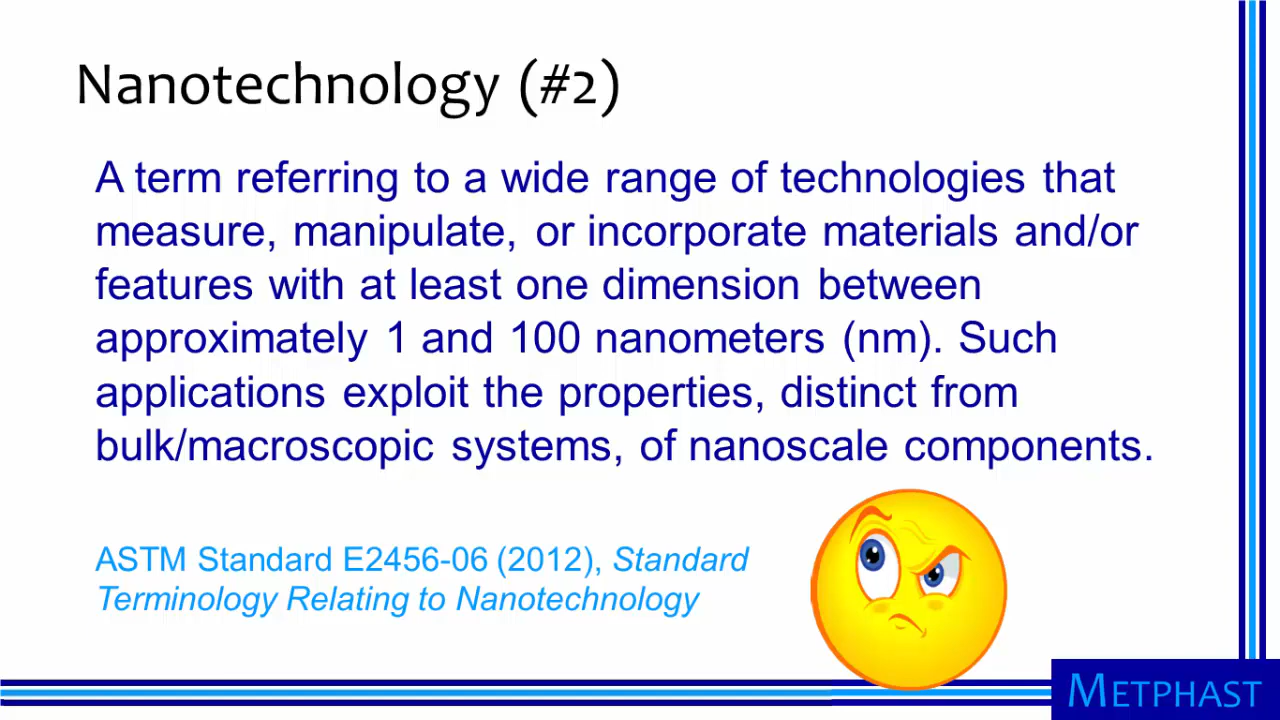 Nanotechnology (#2)
A term referring to a wide range of technologies that
measure, manipulate, or incorporate materials and/or
features with at least one dimension between
approximately 1 and 100 nanometers (nm). Such
applications exploit the properties, distinct from
bulk/macroscopic systems, of nanoscale components.
ASTM Standard E2456-06 (2012), Standard
Terminology Relating to Nanotechnology
METPHAST